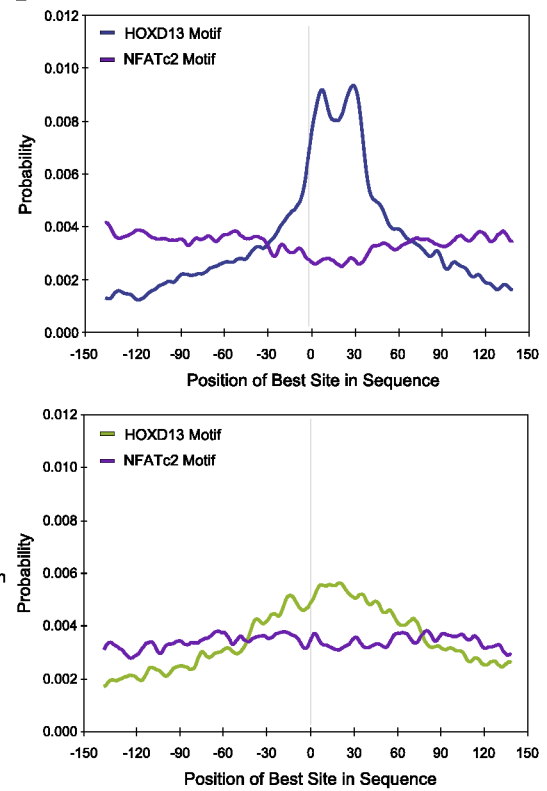 0.012
HOXD13 Motif
NFATc2 Motif
0.010
0.008
0.006
0.004
0.002
0.000
Probability
-150 -120 -90 -60 -30 0 30 60 90 120 150
Position of Best Site in Sequence
0.012
HOXD13 Motif
NFATc2 Motif
0.010
0.008
0.006
0.004
0.002
0.000
Probability
-150 -120 -90 -60 -30 0 30 60 90 120 150
Position of Best Site in Sequence